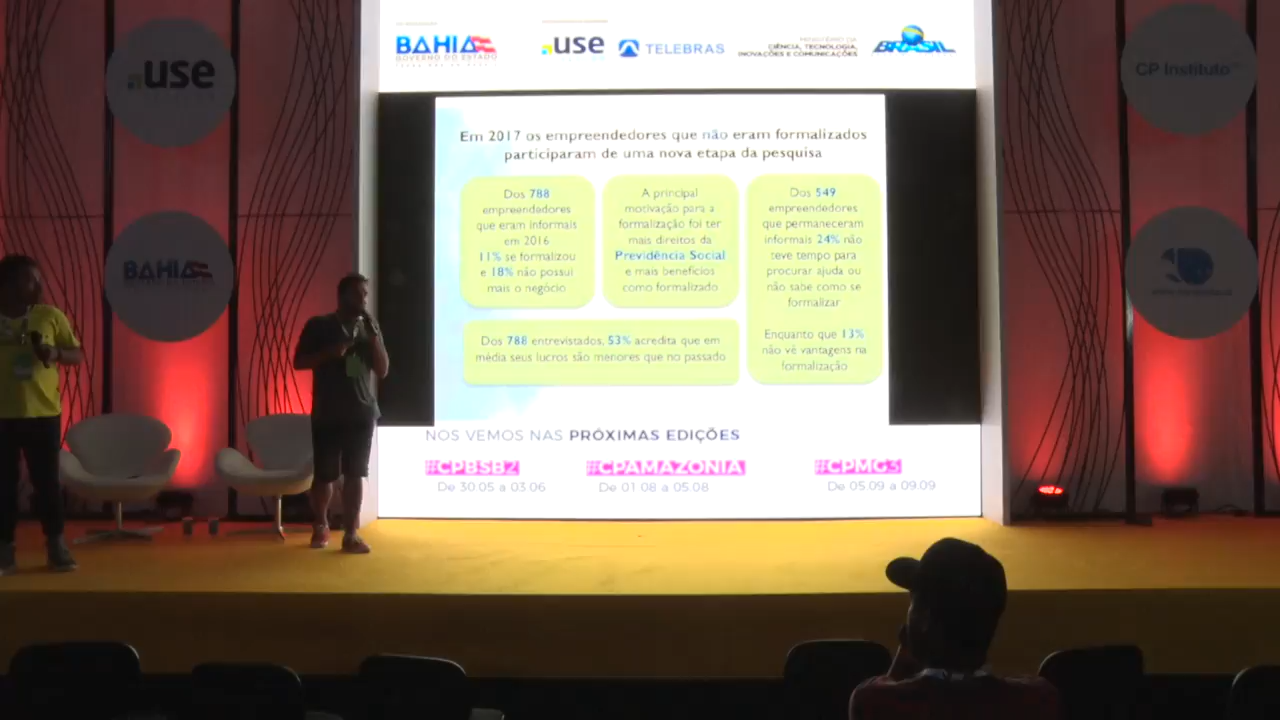 use
BAHIA
BAHIA
GOVERNO DO ESTADO
use
TELEBRAS
MINISTÉRIO DA
CIÊNCIA, TECNOLOGIA,
INOVAÇÕES E COMUNICAÇÕES
BRASIL
CP Instituto
Em 2017 os empreendedores que não eram formalizados
participaram de uma nova etapa da pesquisa
Dos 788
empreendedores
que eram informais
em 2016
11% se formalizou
e 18% não possui
mais o negócio
A principal
motivação para a
formalização foi ter
mais direitos da
Previdência Social
e mais benefícios
como formalizado
Dos 549
empreendedores
que permaneceram
informais 24% não
teve tempo para
procurar ajuda ou
não sabe como se
formalizar
Enquanto que 13%
não vê vantagens na
formalização
Dos 788 entrevistados, 53% acredita que em
média seus lucros são menores que no passado
NOS VEMOS NAS PRÓXIMAS EDIÇÕES
#CPBSB2
De 30.05 a 03.06
#CPAMAZONIA
De 01.08 a 05.08
#CPMG3
De 05.09 a 09.09